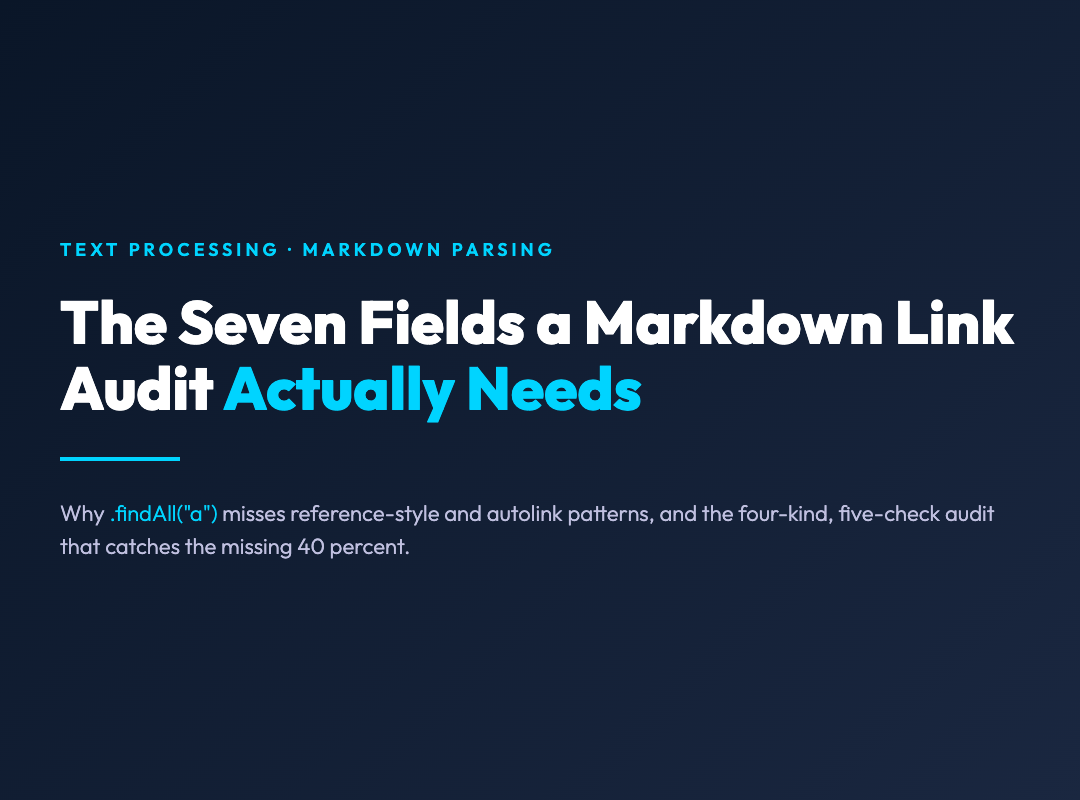 TEXT PROCESSING · MARKDOWN PARSING
The Seven Fields a Markdown Link
Audit Actually Needs
Why .findAll("a") misses reference-style and autolink patterns, and the four-kind, five-check audit
that catches the missing 40 percent.